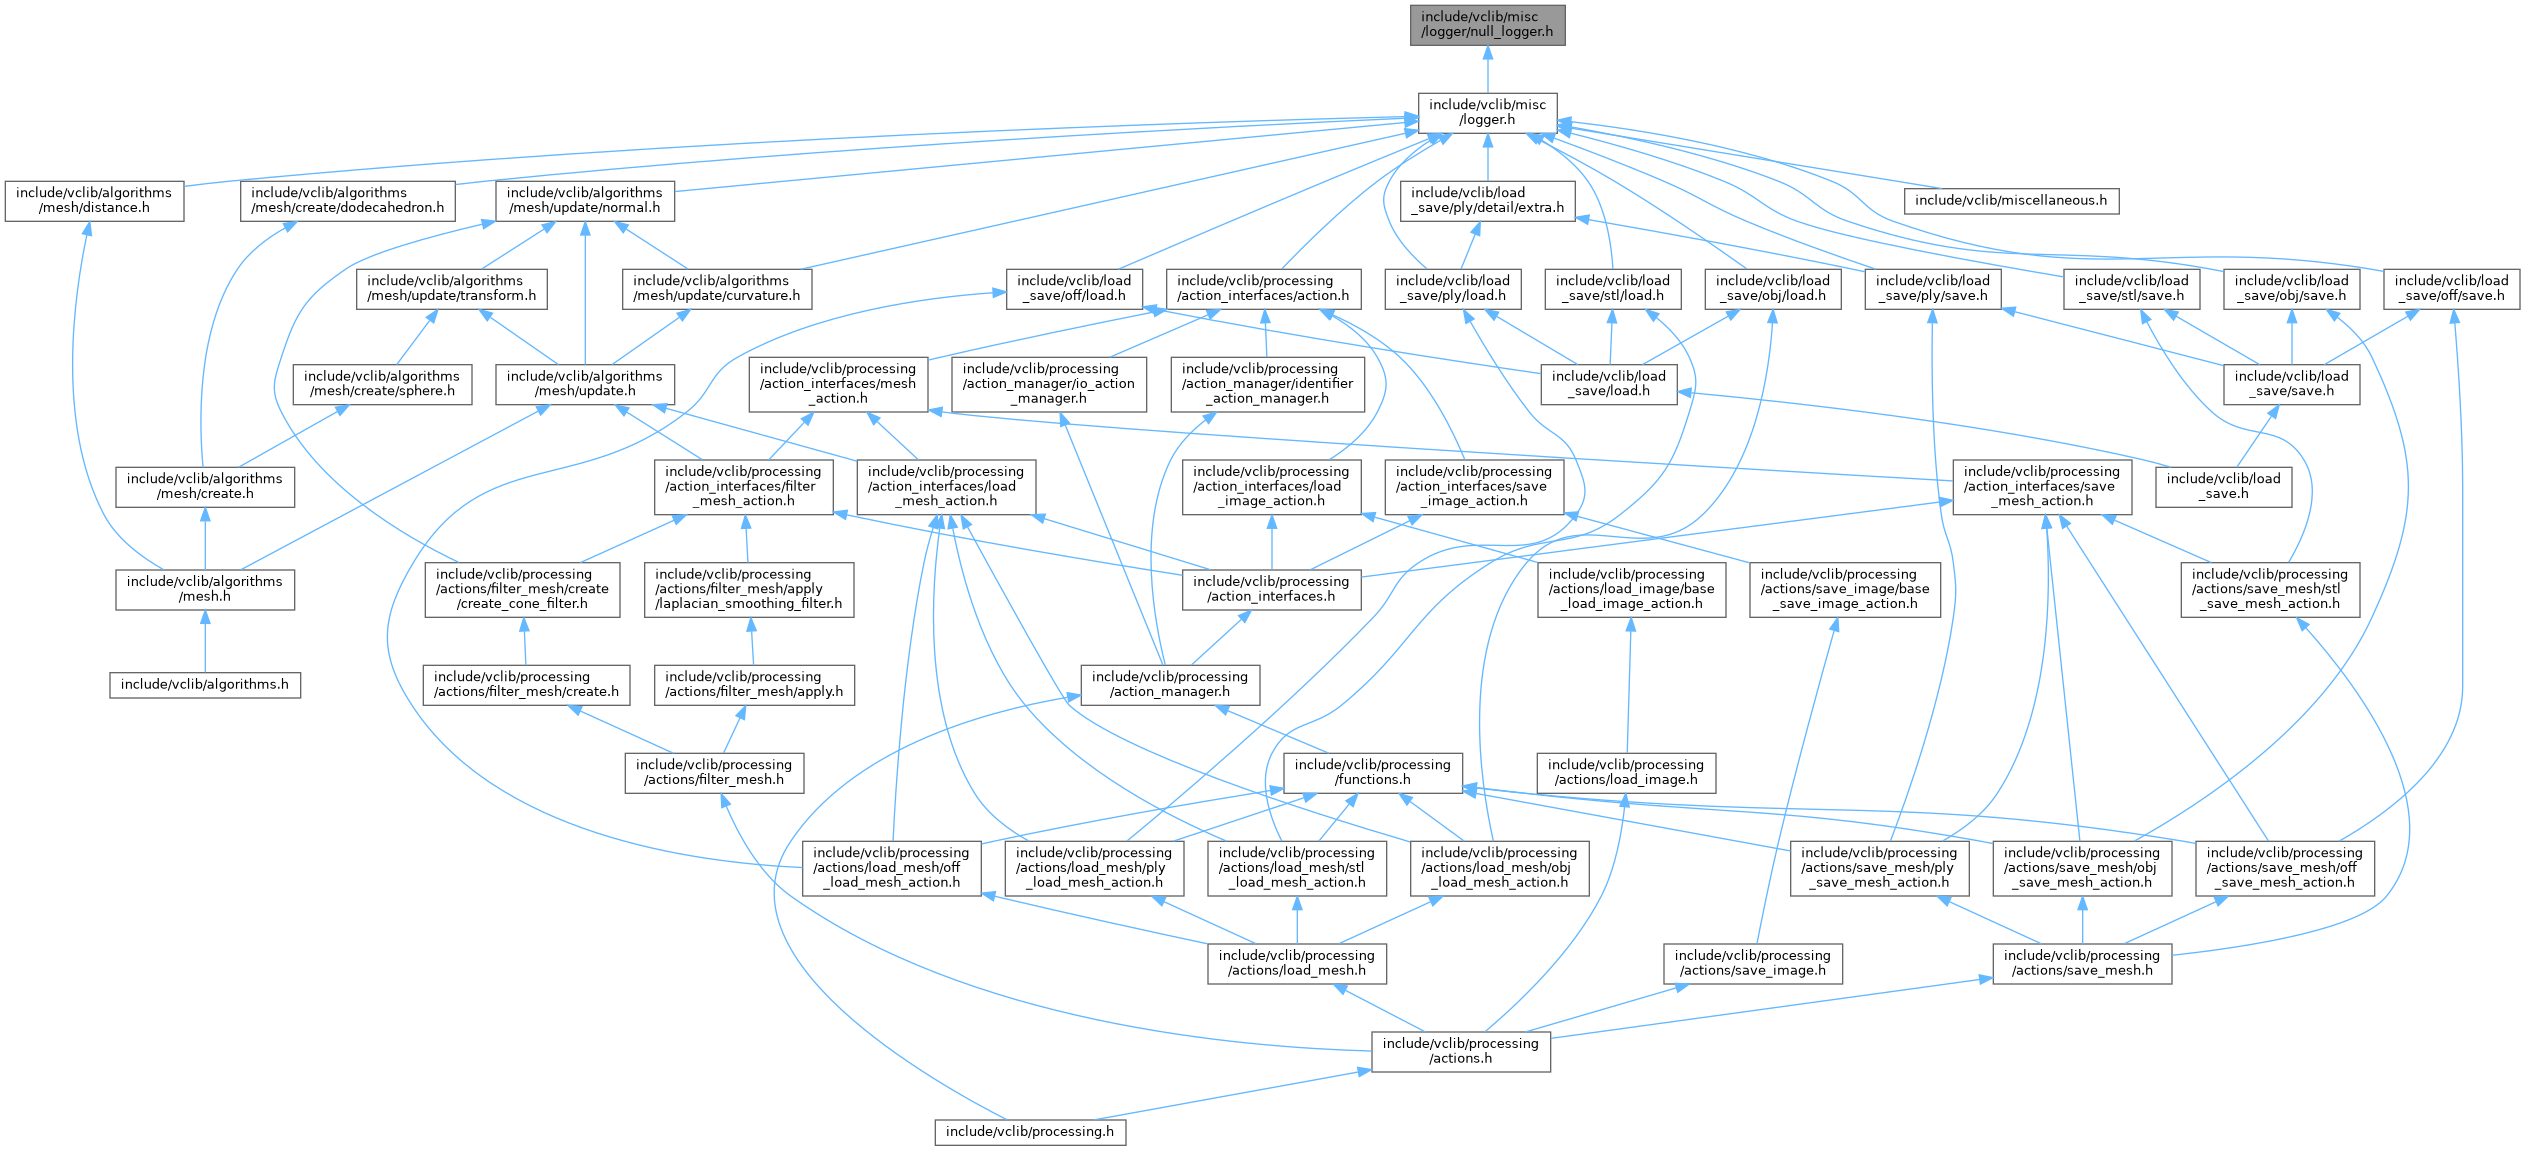 include/vclib/misc
/logger/null_logger.h
include/vclib/misc
/logger.h
include/vclib/algorithms
/mesh/distance.h
include/vclib/algorithms
/mesh/create/dodecahedron.h
include/vclib/algorithms
/mesh/update/normal.h
include/vclib/load
_save/ply/detail/extra.h
include/vclib/miscellaneous.h
include/vclib/algorithms
/mesh/update/transform.h
include/vclib/algorithms
/mesh/update/curvature.h
include/vclib/load
_save/off/load.h
include/vclib/processing
/action_interfaces/action.h
include/vclib/load
_save/ply/load.h
include/vclib/load
_save/stl/load.h
include/vclib/load
_save/obj/load.h
include/vclib/load
_save/ply/save.h
include/vclib/load
_save/stl/save.h
include/vclib/load
_save/obj/save.h
include/vclib/load
_save/off/save.h
include/vclib/algorithms
/mesh/create/sphere.h
include/vclib/algorithms
/mesh/update.h
include/vclib/processing
/action_interfaces/mesh
_action.h
include/vclib/processing
/action_manager/io_action
_manager.h
include/vclib/processing
/action_manager/identifier
_action_manager.h
include/vclib/load
_save/load.h
include/vclib/load
_save/save.h
include/vclib/algorithms
/mesh/create.h
include/vclib/processing
/action_interfaces/filter
_mesh_action.h
include/vclib/processing
/action_interfaces/load
_mesh_action.h
include/vclib/processing
/action_interfaces/load
_image_action.h
include/vclib/processing
/action_interfaces/save
_image_action.h
include/vclib/processing
/action_interfaces/save
_mesh_action.h
include/vclib/load
_save.h
include/vclib/algorithms
/mesh.h
include/vclib/processing
/actions/filter_mesh/create
/create_cone_filter.h
include/vclib/processing
/actions/filter_mesh/apply
/laplacian_smoothing_filter.h
include/vclib/processing
/action_interfaces.h
include/vclib/processing
/actions/load_image/base
_load_image_action.h
include/vclib/processing
/actions/save_image/base
_save_image_action.h
include/vclib/processing
/actions/save_mesh/stl
_save_mesh_action.h
include/vclib/algorithms.h
include/vclib/processing
/actions/filter_mesh/create.h
include/vclib/processing
/actions/filter_mesh/apply.h
include/vclib/processing
/action_manager.h
include/vclib/processing
/actions/filter_mesh.h
include/vclib/processing
/functions.h
include/vclib/processing
/actions/load_image.h
include/vclib/processing
/actions/load_mesh/off
_load_mesh_action.h
include/vclib/processing
/actions/load_mesh/ply
_load_mesh_action.h
include/vclib/processing
/actions/load_mesh/stl
_load_mesh_action.h
include/vclib/processing
/actions/load_mesh/obj
_load_mesh_action.h
include/vclib/processing
/actions/save_mesh/ply
_save_mesh_action.h
include/vclib/processing
/actions/save_mesh/obj
_save_mesh_action.h
include/vclib/processing
/actions/save_mesh/off
_save_mesh_action.h
include/vclib/processing
/actions/load_mesh.h
include/vclib/processing
/actions/save_image.h
include/vclib/processing
/actions/save_mesh.h
include/vclib/processing
/actions.h
include/vclib/processing.h